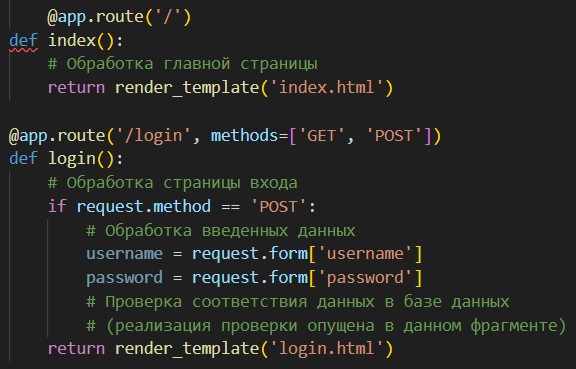 @app.route('/')
def index():
    # Обработка главной страницы
    return render_template('index.html')

@app.route('/login', methods=['GET', 'POST'])
def login():
    # Обработка страницы входа
    if request.method == 'POST':
        # Обработка введенных данных
        username = request.form['username']
        password = request.form['password']
        # Проверка соответствия данных в базе данных
        # (реализация проверки опущена в данном фрагменте)
    return render_template('login.html')